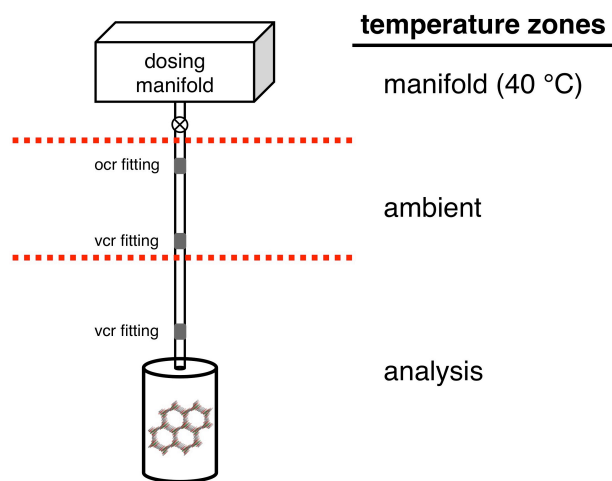 temperature zones
dosing
manifold
manifold (40 °C)
ocr fitting
ambient
vcr fitting
vcr fitting
analysis